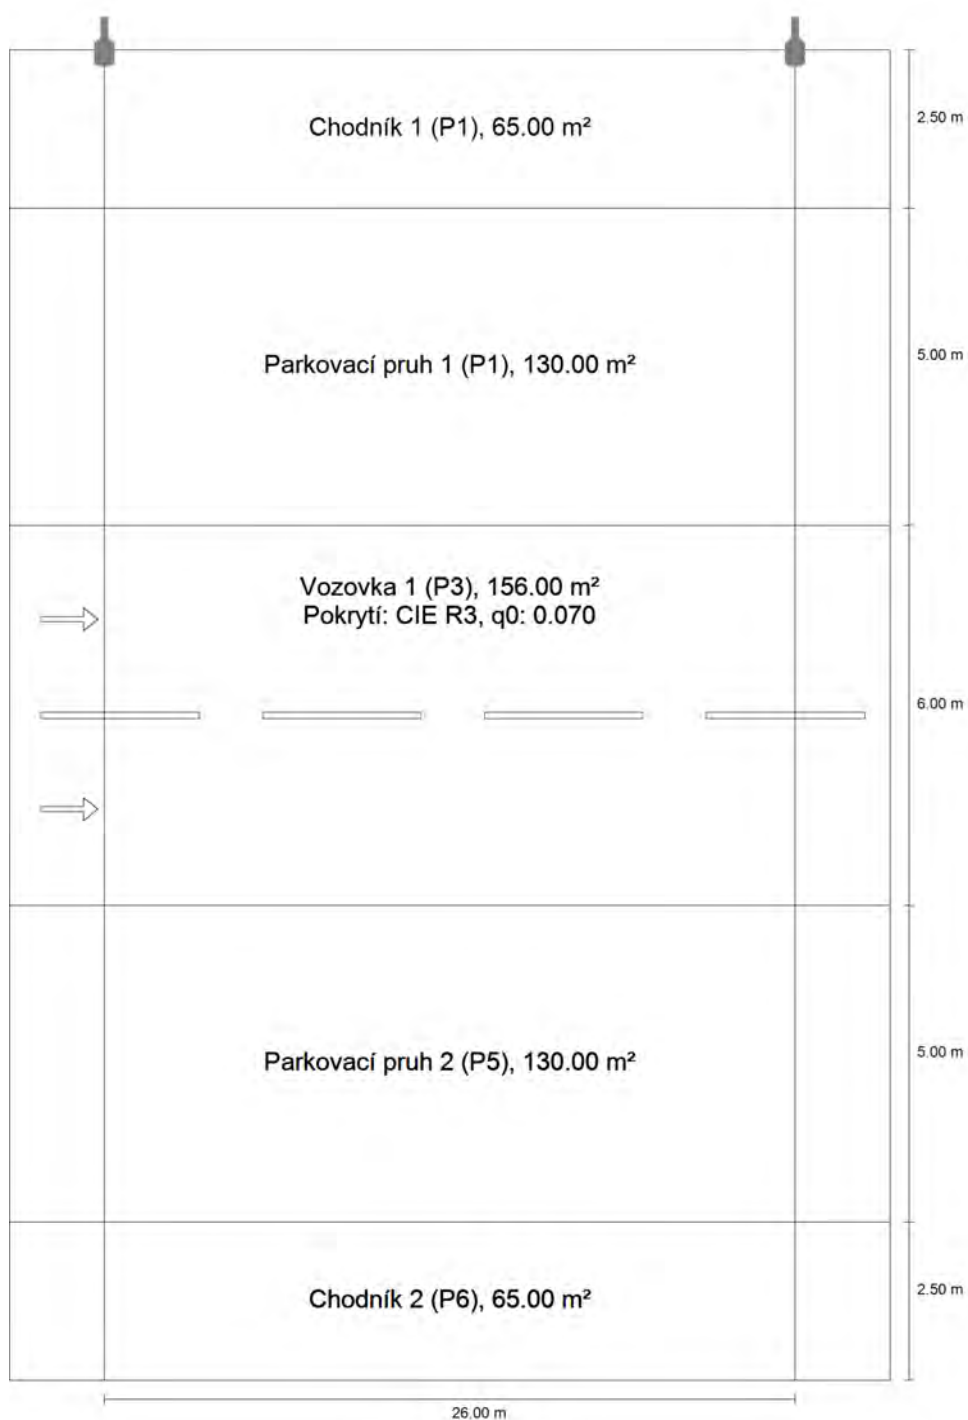 Chodník 1 (P1), 65.00 m²
2.50 m
Parkovací pruh 1 (P1), 130.00 m²
5.00 m
Vozovka 1 (P3), 156.00 m²
Pokrytí: CIE R3, q0: 0.070
6.00 m
Parkovací pruh 2 (P5), 130.00 m²
5.00 m
Chodník 2 (P6), 65.00 m²
2.50 m
26.00 m